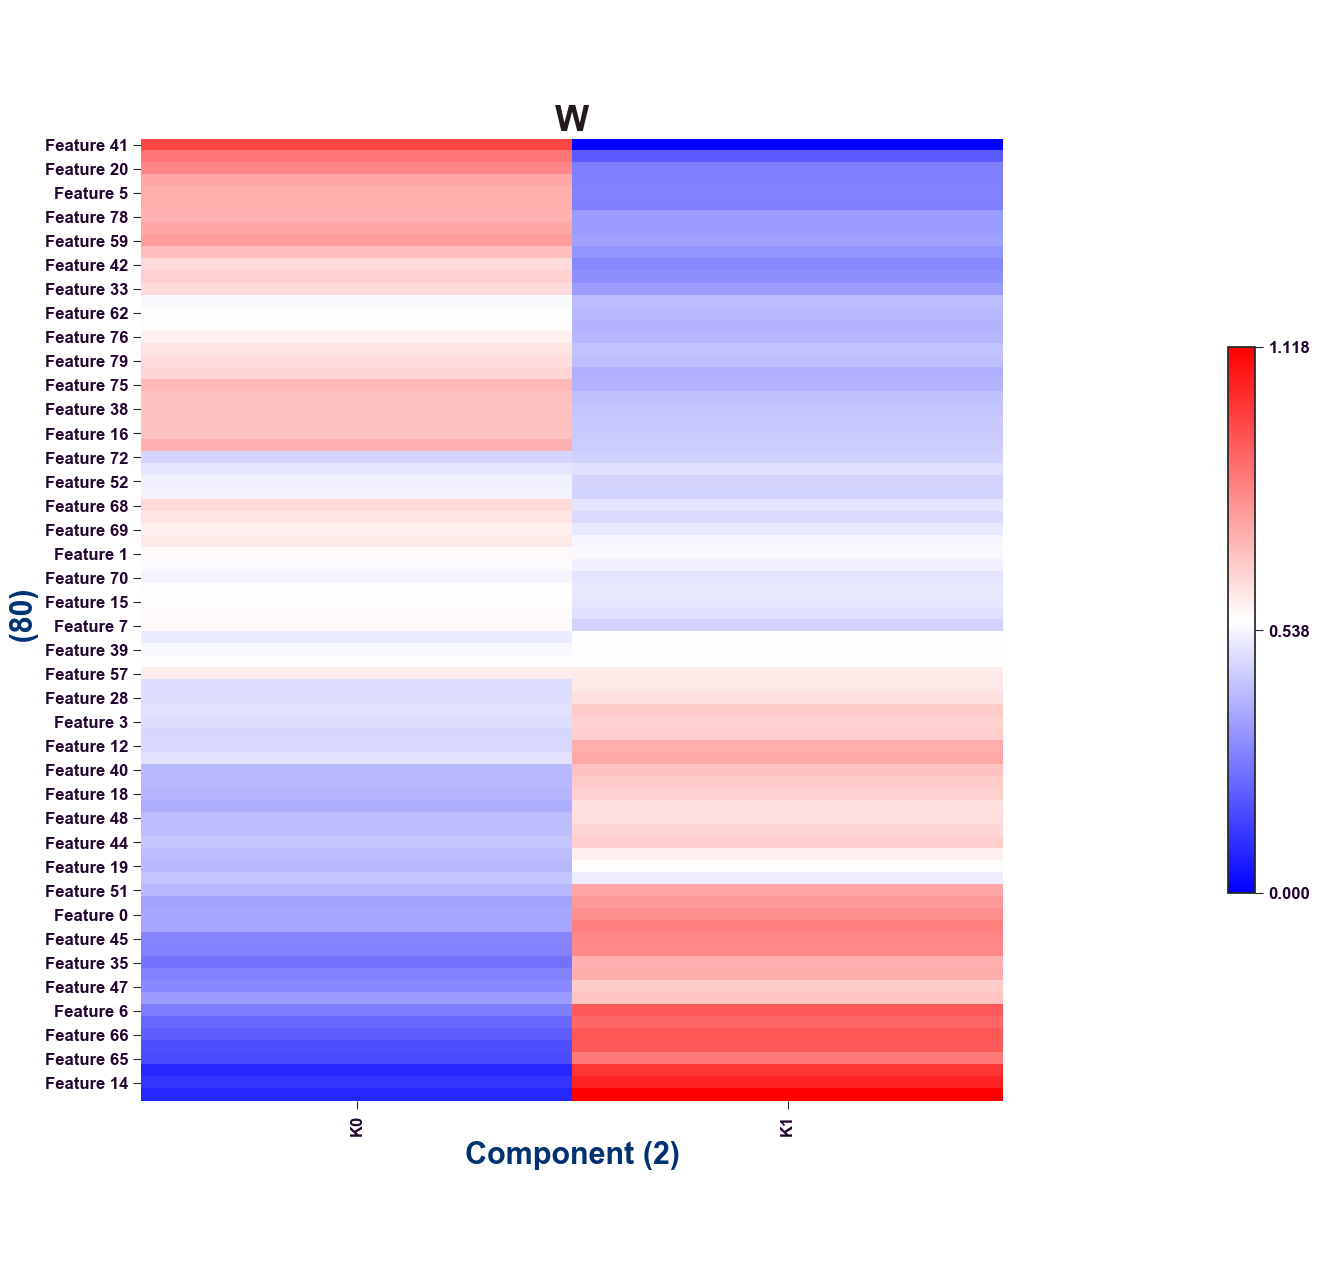 W
Feature 41
Feature 20
Feature 5
Feature 78
Feature 59
Feature 42
Feature 33
Feature 62
Feature 76
Feature 79
Feature 75
Feature 38
Feature 16
Feature 72
Feature 52
Feature 68
Feature 69
Feature 1
Feature 70
Feature 15
Feature 7
Feature 39
Feature 57
Feature 28
Feature 3
Feature 12
Feature 40
Feature 18
Feature 48
Feature 44
Feature 19
Feature 51
Feature 0
Feature 45
Feature 35
Feature 47
Feature 6
Feature 66
Feature 65
Feature 14
(80)
K0
K1
Component (2)
1.118
0.538
0.000